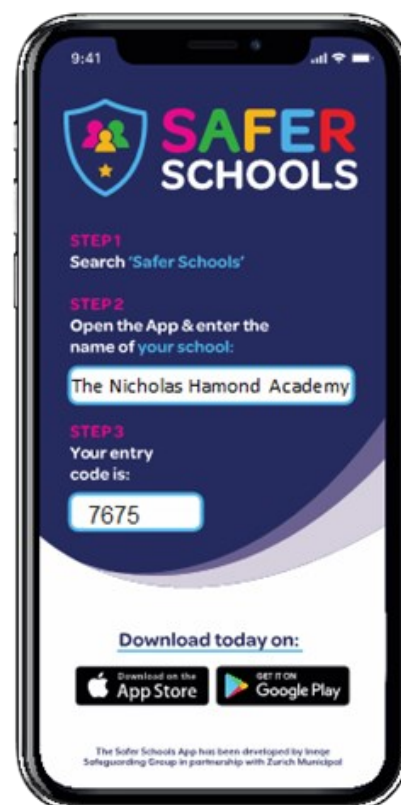 9:41
SAFER
SCHOOLS
STEP 1
Search 'Safer Schools'
STEP 2
Open the App & enter the
name of your school:
The Nicholas Hamond Academy
STEP 3
Your entry
code is:
7675
Download today on:
Download on the
App Store
GET IT ON
Google Play
The Safer Schools App has been developed by Ineqe
Safeguarding Group in partnership with Zurich Municipal